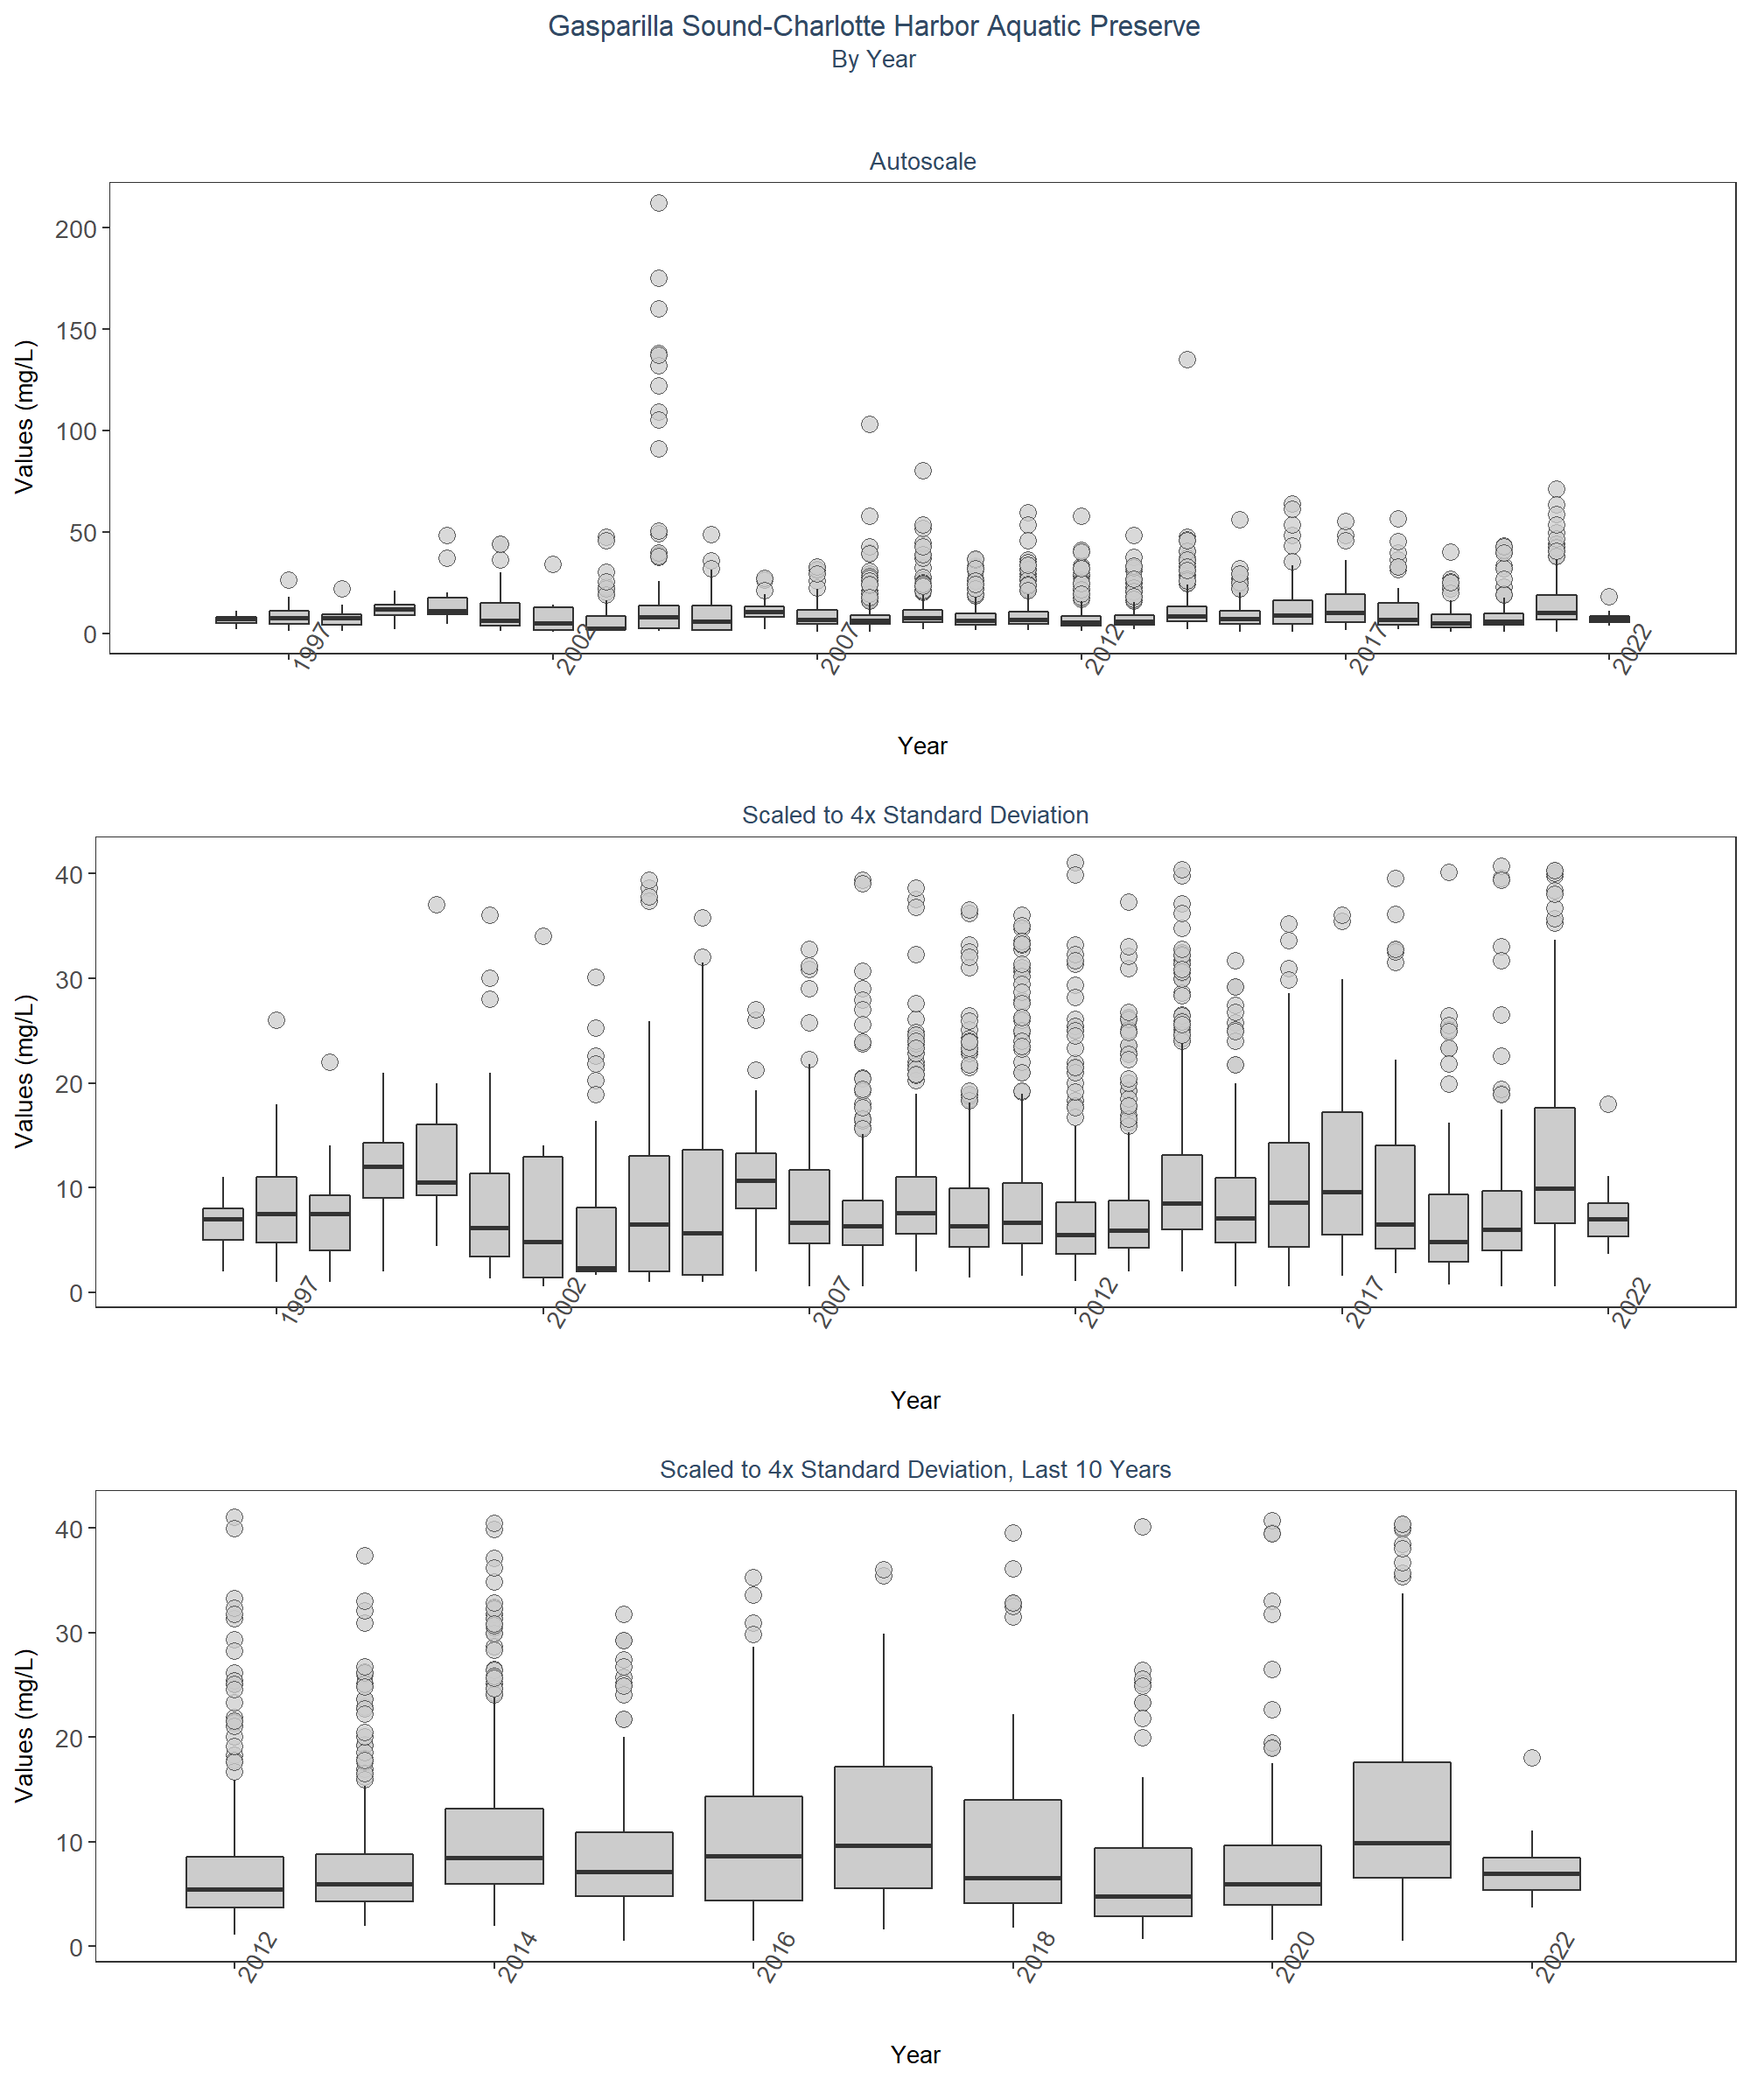 Gasparilla Sound-Charlotte Harbor Aquatic Preserve
By Year
Autoscale
Values (mg/L)
200
150
100
50
0
1997 2002 2007 2012 2017 2022
Year
Scaled to 4x Standard Deviation
Values (mg/L)
40
30
20
10
0
1997 2002 2007 2012 2017 2022
Year
Scaled to 4x Standard Deviation, Last 10 Years
Values (mg/L)
40
30
20
10
0
2012 2014 2016 2018 2020 2022
Year